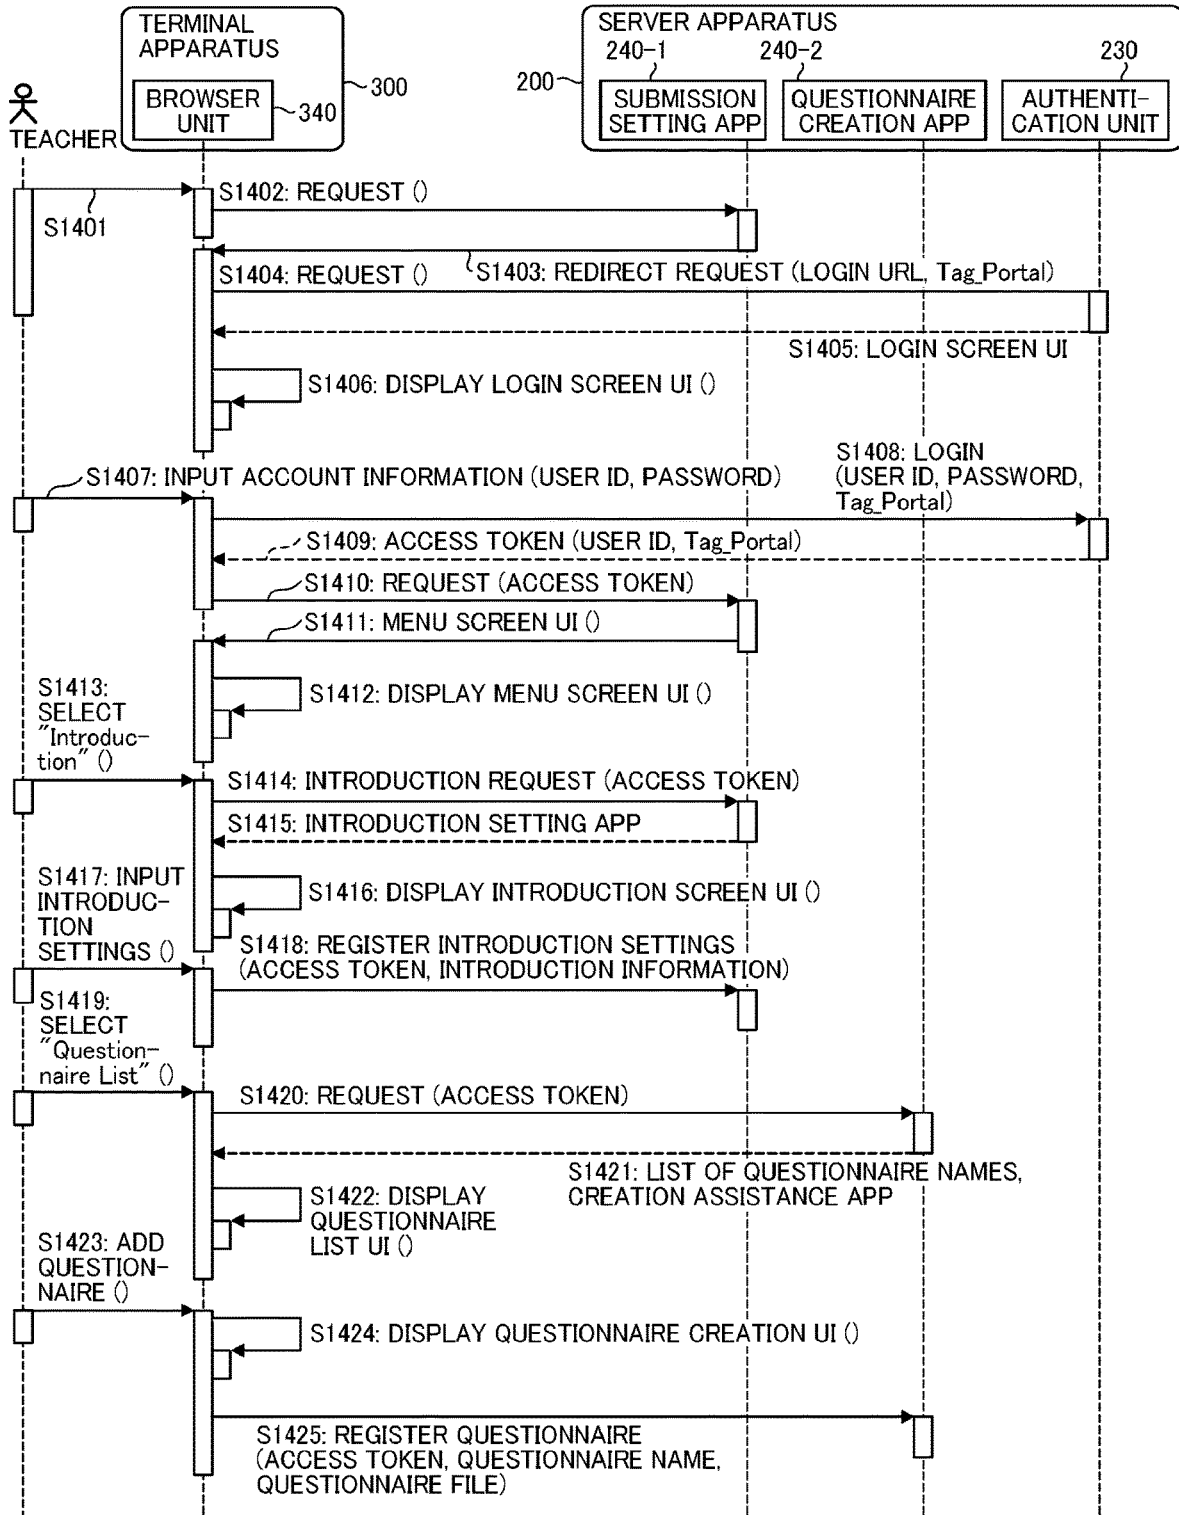 TERMINAL
APPARATUS
SERVER APPARATUS
240-1
240-2
230
300
200
BROWSER
UNIT
340
SUBMISSION
SETTING APP
QUESTIONNAIRE
CREATION APP
AUTHENTI-
CATION UNIT
TEACHER
S1401
S1402: REQUEST ()
S1403: REDIRECT REQUEST (LOGIN URL, Tag_Portal)
S1404: REQUEST ()
S1405: LOGIN SCREEN UI
S1406: DISPLAY LOGIN SCREEN UI ()
S1407: INPUT ACCOUNT INFORMATION (USER ID, PASSWORD)
S1408: LOGIN
(USER ID, PASSWORD,
Tag_Portal)
S1409: ACCESS TOKEN (USER ID, Tag_Portal)
S1410: REQUEST (ACCESS TOKEN)
S1411: MENU SCREEN UI ()
S1412: DISPLAY MENU SCREEN UI ()
S1413:
SELECT
"Introduc-
tion" ()
S1414: INTRODUCTION REQUEST (ACCESS TOKEN)
S1415: INTRODUCTION SETTING APP
S1416: DISPLAY INTRODUCTION SCREEN UI ()
S1417: INPUT
INTRODUC-
TION
SETTINGS ()
S1418: REGISTER INTRODUCTION SETTINGS
(ACCESS TOKEN, INTRODUCTION INFORMATION)
S1419:
SELECT
"Question-
naire List" ()
S1420: REQUEST (ACCESS TOKEN)
S1421: LIST OF QUESTIONNAIRE NAMES,
CREATION ASSISTANCE APP
S1422: DISPLAY
QUESTIONNAIRE
LIST UI ()
S1423: ADD
QUESTION-
NAIRE ()
S1424: DISPLAY QUESTIONNAIRE CREATION UI ()
S1425: REGISTER QUESTIONNAIRE
(ACCESS TOKEN, QUESTIONNAIRE NAME,
QUESTIONNAIRE FILE)